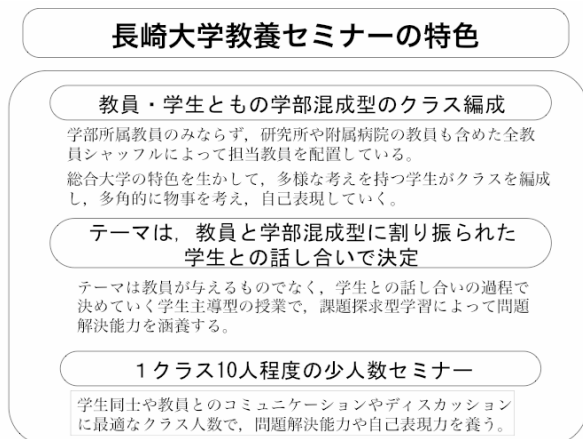 長崎大学教養セミナーの特色
教員・学生ともの学部混成型のクラス編成
学部所属教員のみならず，研究所や附属病院の教員も含めた全教
員シャッフルによって担当教員を配置している。
総合大学の特色を生かして，多様な考えを持つ学生がクラスを編成
し，多角的に物事を考え，自己表現していく。
テーマは，教員と学部混成型に割り振られた
学生との話し合いで決定
テーマは教員が与えるものでなく，学生との話し合いの過程で
決めていく学生主導型の授業で，課題探求型学習によって問題
解決能力を涵養する。
１クラス10人程度の少人数セミナー
学生同士や教員とのコミュニケーションやディスカッション
に最適なクラス人数で，問題解決能力や自己表現力を養う。